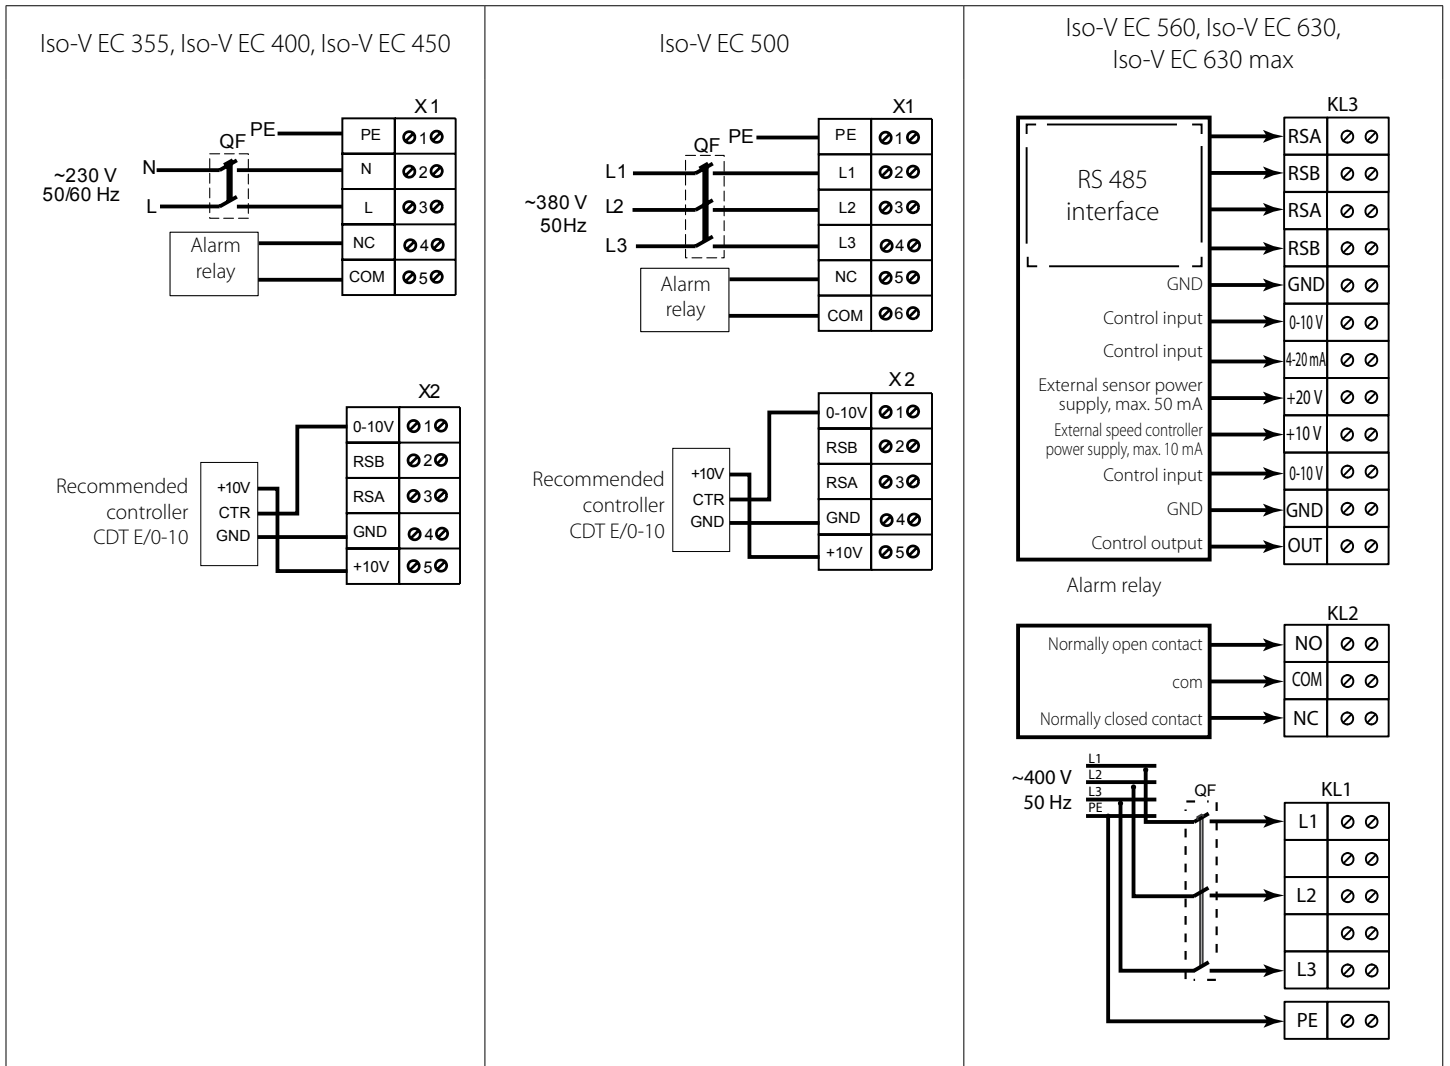 Iso-V EC 355, Iso-V EC 400, Iso-V EC 450
X1
PE
PE
1
QF
N
N
2
~230 V
50/60 Hz
L
L
3
Alarm
relay
NC
4
COM
5
X2
0-10V
1
RSB
2
RSA
3
GND
4
+10V
5
Recommended
controller
CDT E/0-10
+10V
CTR
GND
Iso-V EC 500
X1
PE
PE
1
QF
L1
L1
2
~380 V
50Hz
L2
L2
3
L3
L3
4
Alarm
relay
NC
5
COM
6
X2
0-10V
1
RSB
2
RSA
3
GND
4
+10V
5
Recommended
controller
CDT E/0-10
+10V
CTR
GND
Iso-V EC 560, Iso-V EC 630,
Iso-V EC 630 max
KL3
RS 485
interface
RSA
RSB
RSA
RSB
GND
GND
Control input
0-10 V
Control input
4-20 mA
External sensor power
supply, max. 50 mA
+20 V
External speed controller
power supply, max. 10 mA
+10 V
Control input
0-10 V
GND
GND
Control output
OUT
Alarm relay
KL2
Normally open contact
NO
com
COM
Normally closed contact
NC
~400 V
50 Hz
L1
L2
L3
PE
QF
KL1
L1
L2
L3
PE